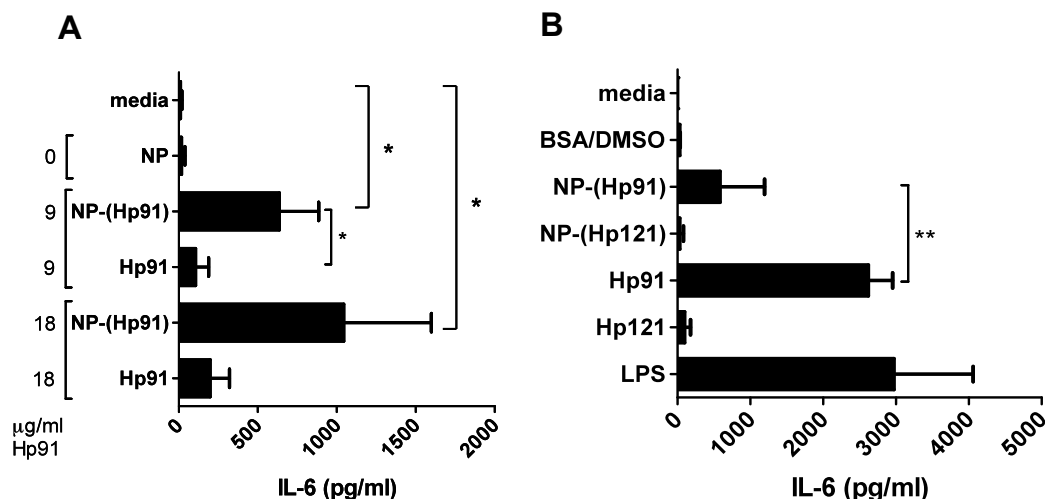 A
media
0 NP
*
9 NP-(Hp91)
*
*
9 Hp91
18 NP-(Hp91)
18 Hp91
μg/ml
Hp91
0 500 1000 1500 2000
IL-6 (pg/ml)
B
media
BSA/DMSO
NP-(Hp91)
NP-(Hp121)
**
Hp91
Hp121
LPS
0 1000 2000 3000 4000 5000
IL-6 (pg/ml)